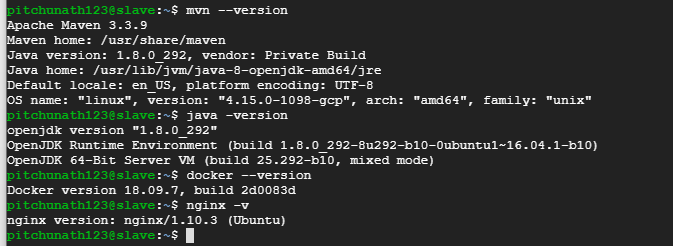 pitchunath123@slave:~$ mvn --version
Apache Maven 3.3.9
Maven home: /usr/share/maven
Java version: 1.8.0_292, vendor: Private Build
Java home: /usr/lib/jvm/java-8-openjdk-amd64/jre
Default locale: en_US, platform encoding: UTF-8
OS name: "linux", version: "4.15.0-1098-gcp", arch: "amd64", family: "unix"
pitchunath123@slave:~$ java -version
openjdk version "1.8.0_292"
OpenJDK Runtime Environment (build 1.8.0_292-8u292-b10-0ubuntu1~16.04.1-b10)
OpenJDK 64-Bit Server VM (build 25.292-b10, mixed mode)
pitchunath123@slave:~$ docker --version
Docker version 18.09.7, build 2d0083d
pitchunath123@slave:~$ nginx -v
nginx version: nginx/1.10.3 (Ubuntu)
pitchunath123@slave:~$